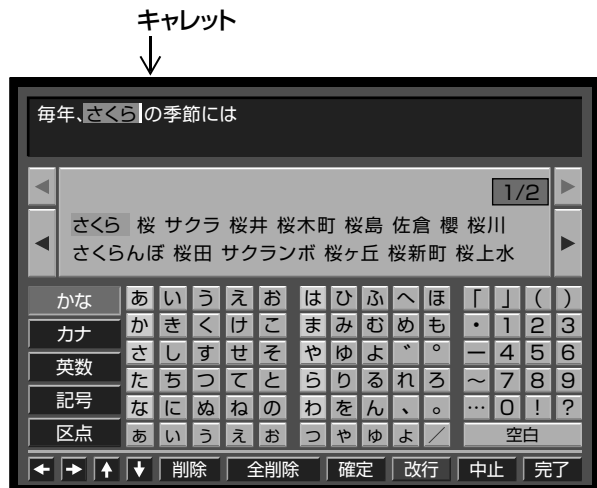 キャレット
毎年、さくらの季節には
1/2
さくら 桜 サクラ 桜井 桜木町 桜島 佐倉 櫻 桜川
さくらんぼ 桜田 サクランボ 桜ヶ丘 桜新町 桜上水
かな あ い う え お は ひ ふ へ ほ 「 」 ( )
カナ か き く け こ ま み む め も ・ 1 2 3
英数 さ し す せ そ や ゆ よ ゛ ゜ ー 4 5 6
記号 た ち つ て と ら り る れ ろ ~ 7 8 9
区点 な に ぬ ね の わ を ん 、 。 … 0 ! ?
ぁ ぃ ぅ ぇ ぉ っ ゃ ゅ ょ / 空白
← → ↑ ↓ 削除 全削除 確定 改行 中止 完了